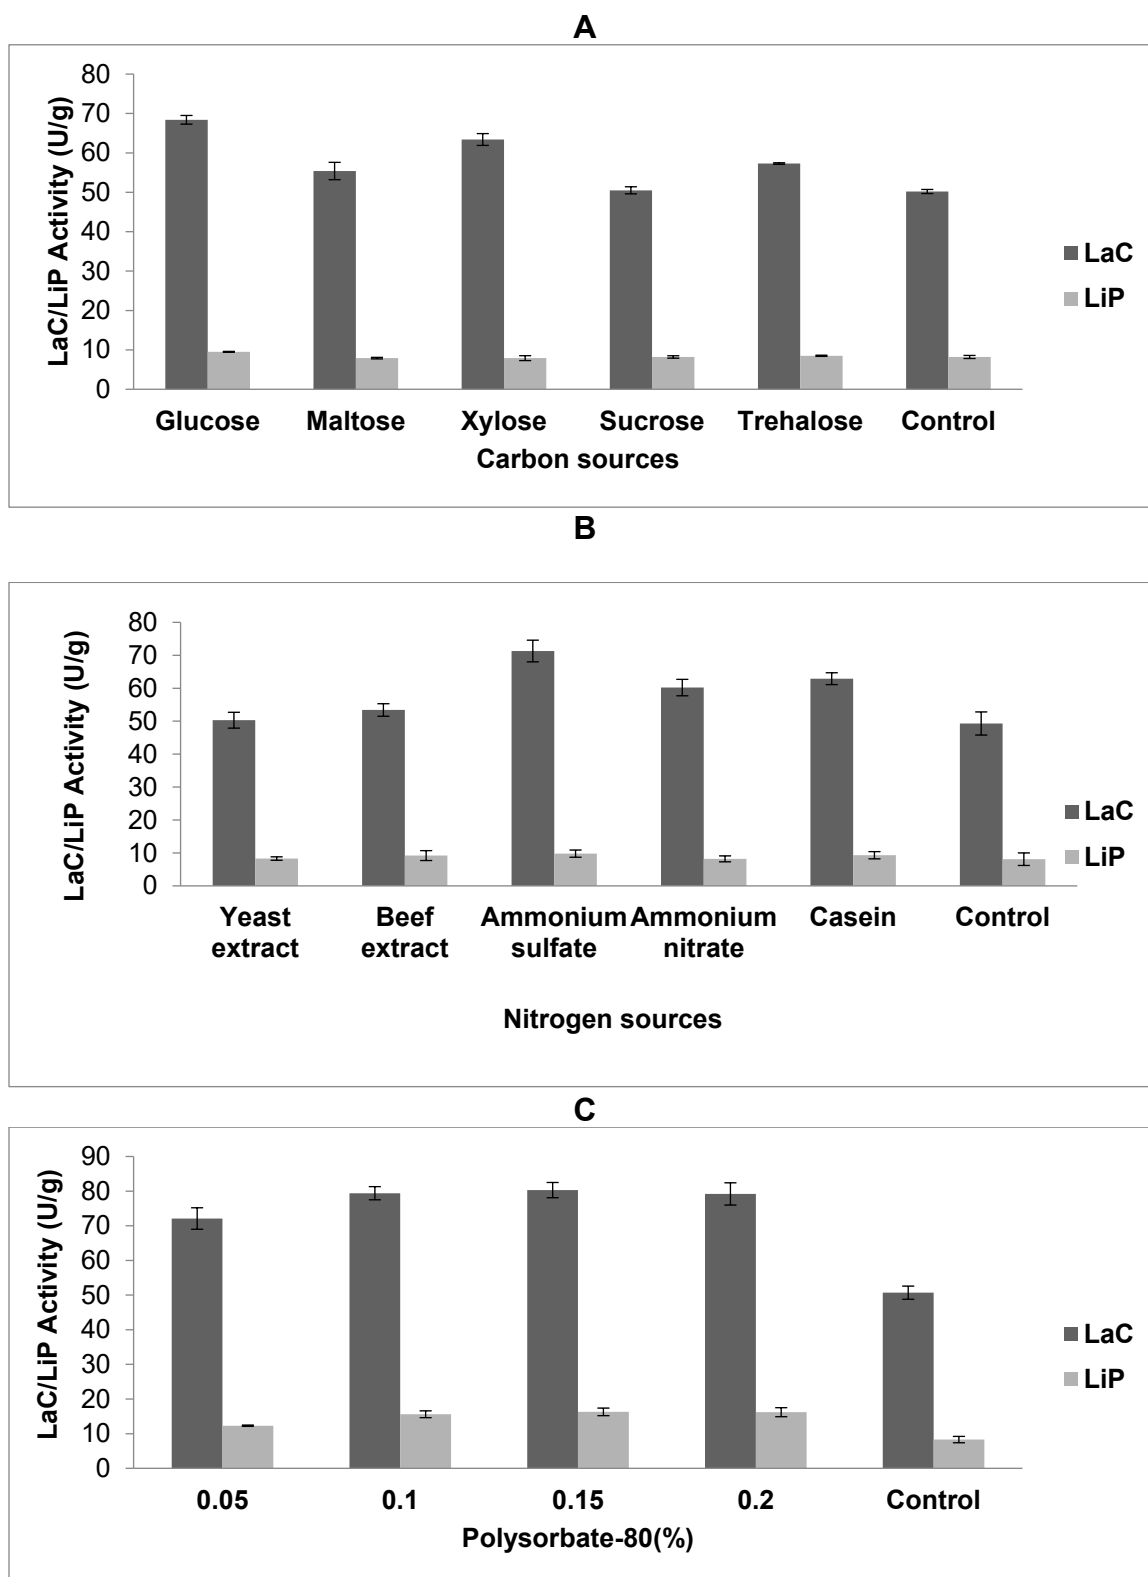 A
LaC/LiP Activity (U/g)
80
70
60
50
40
30
20
10
0
Glucose Maltose Xylose Sucrose Trehalose Control
Carbon sources
LaC
LiP
B
LaC/LiP Activity (U/g)
80
70
60
50
40
30
20
10
0
Yeast extract Beef extract Ammonium sulfate Ammonium nitrate Casein Control
Nitrogen sources
LaC
LiP
C
LaC/LiP Activity (U/g)
90
80
70
60
50
40
30
20
10
0
0.05 0.1 0.15 0.2 Control
Polysorbate-80(%)
LaC
LiP